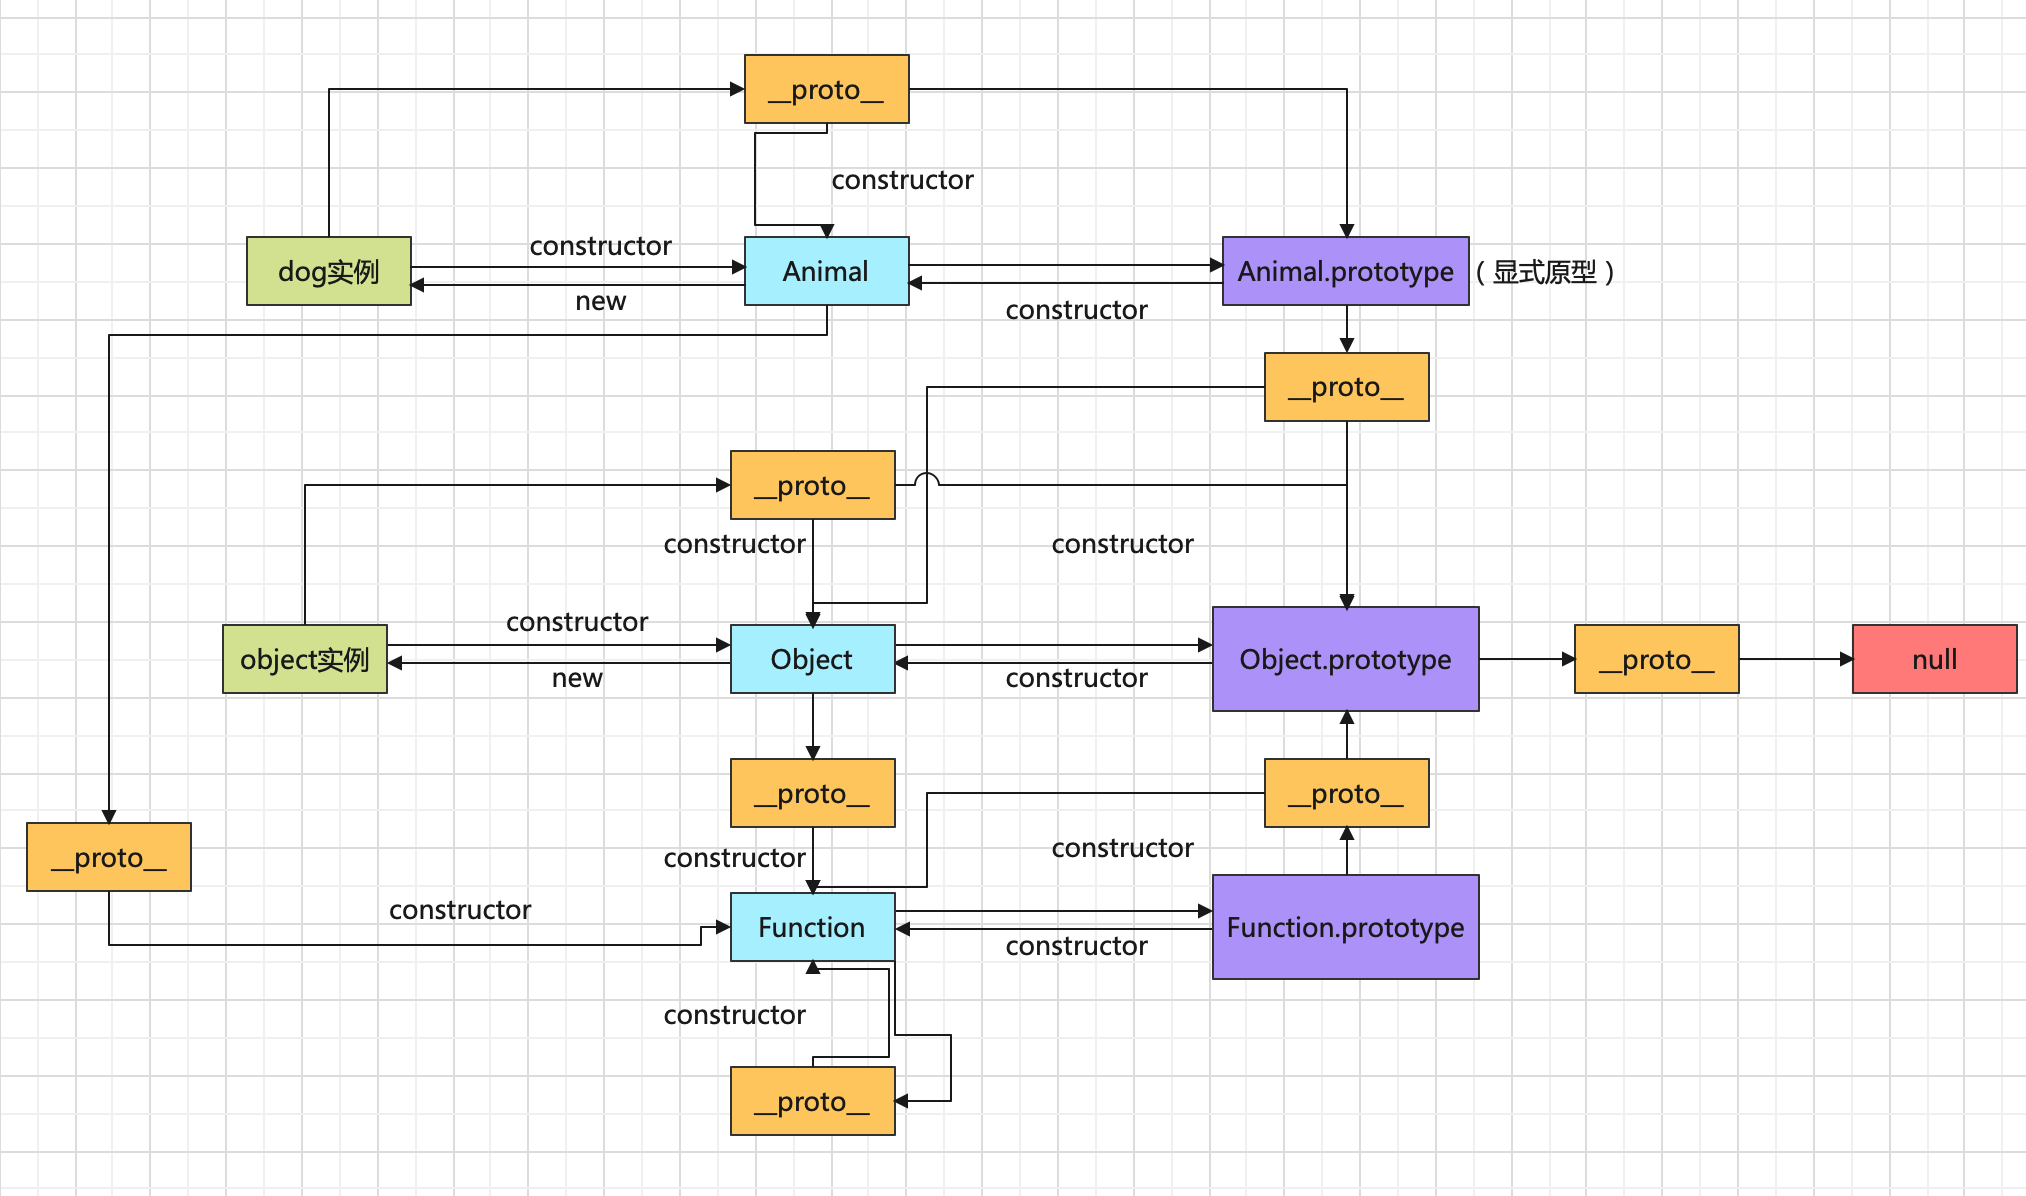 __proto__
constructor
dog实例
constructor
new
Animal
constructor
Animal.prototype
（显式原型）
__proto__
__proto__
constructor
constructor
object实例
constructor
new
Object
constructor
Object.prototype
__proto__
null
__proto__
__proto__
constructor
constructor
__proto__
constructor
Function
constructor
Function.prototype
constructor
__proto__